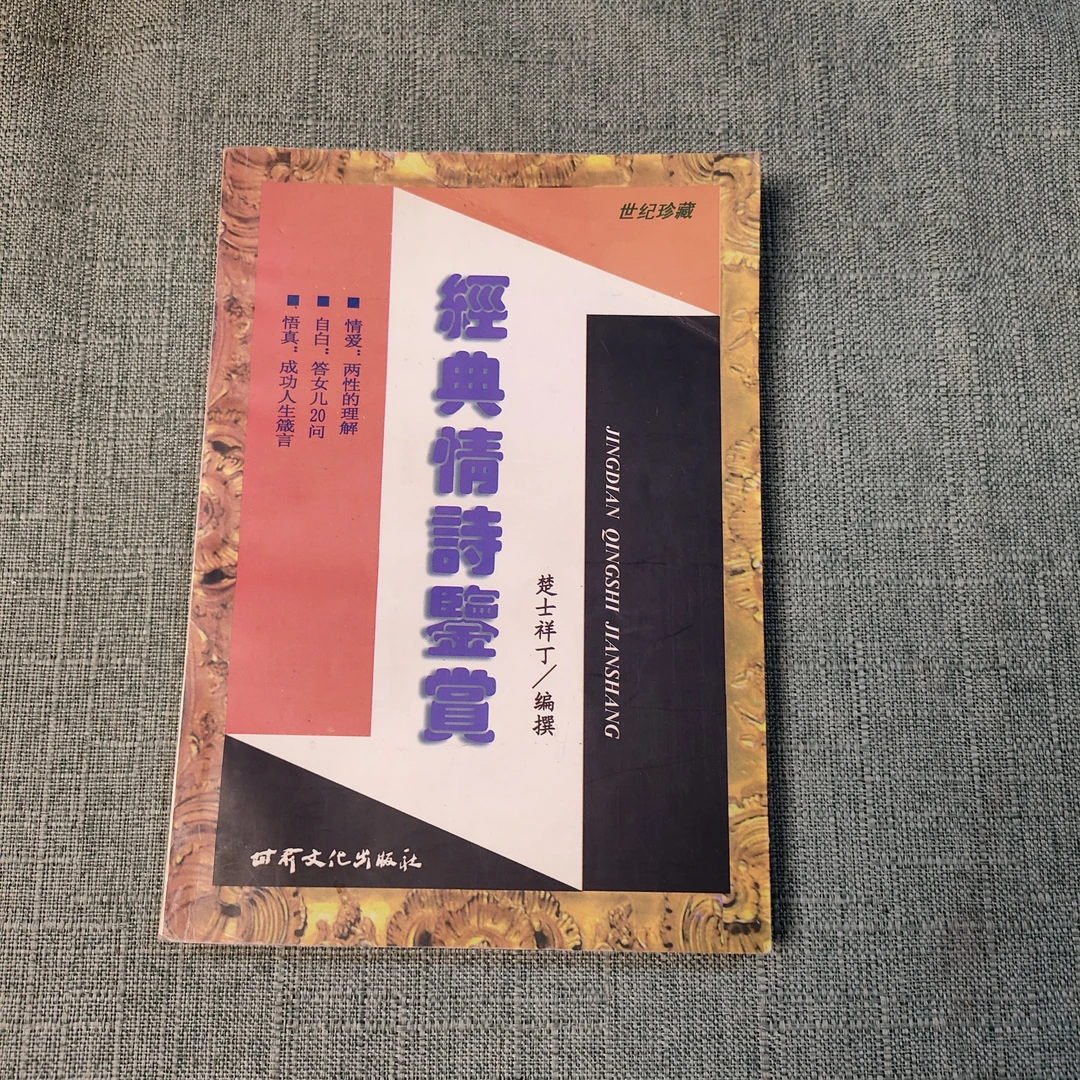 世纪珍藏
經典情詩鑒賞
■情爱：两性的理解
■自白：答女儿20问
■悟真：成功人生箴言
楚士祥丁／编撰
JINGDIAN QINGSHI JIANSHANG
甘肃文化出版社